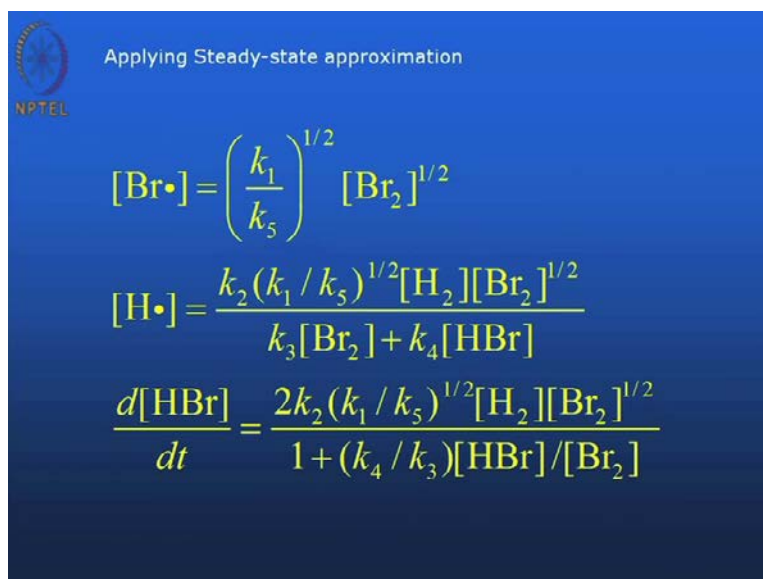 Applying Steady-state approximation
NPTEL
[Br•] = (k₁ / k₅)^{1/2} [Br₂]^{1/2}
[H•] = k₂(k₁ / k₅)^{1/2}[H₂][Br₂]^{1/2} / (k₃[Br₂] + k₄[HBr])
d[HBr] / dt = 2k₂(k₁ / k₅)^{1/2}[H₂][Br₂]^{1/2} / (1 + (k₄ / k₃)[HBr]/[Br₂])